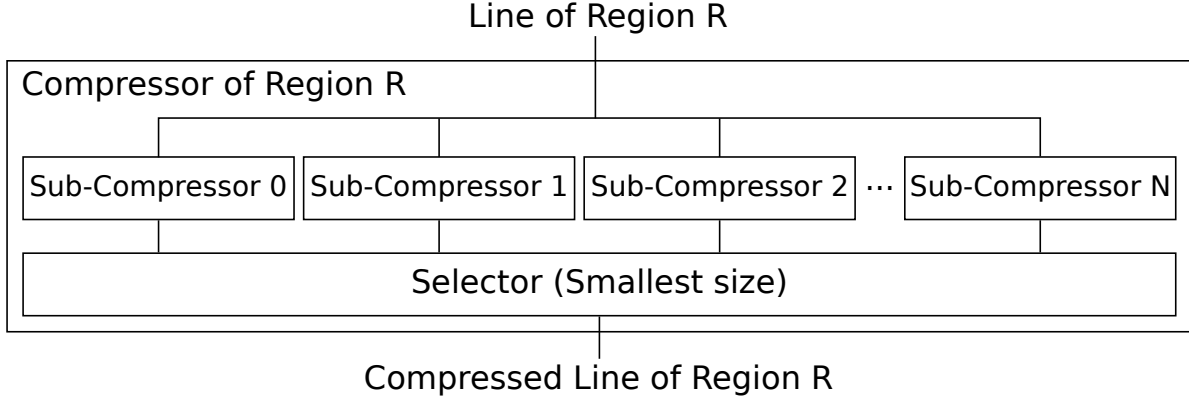 Line of Region R
Compressor of Region R
Sub-Compressor 0
Sub-Compressor 1
Sub-Compressor 2
...
Sub-Compressor N
Selector (Smallest size)
Compressed Line of Region R